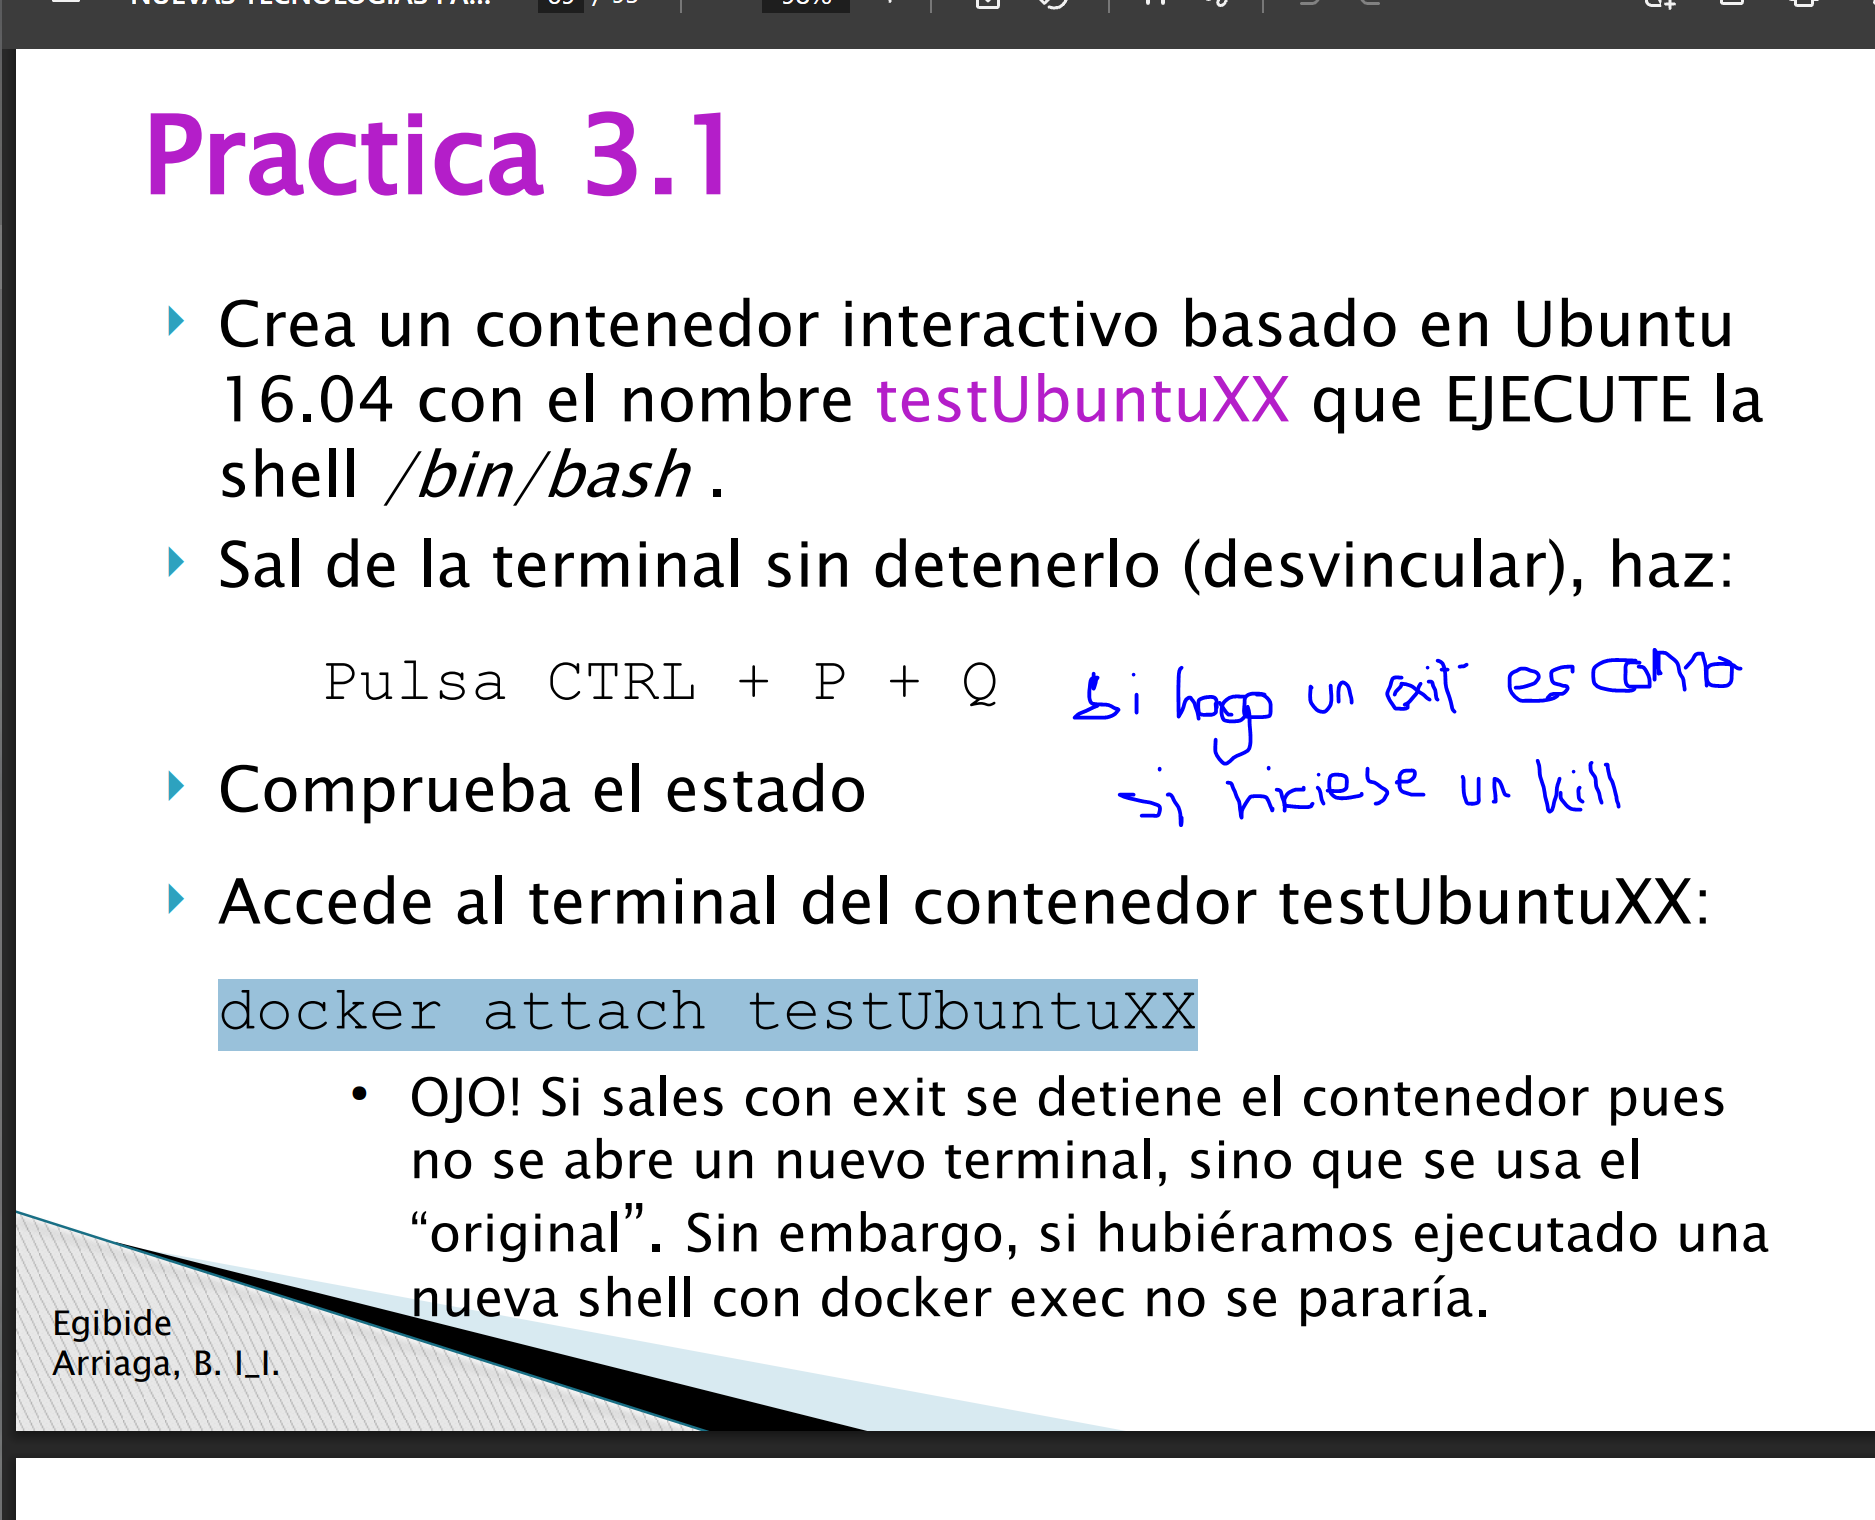 Practica 3.1
Crea un contenedor interactivo basado en Ubuntu
16.04 con el nombre testUbuntuXX que EJECUTE la
shell /bin/bash .
Sal de la terminal sin detenerlo (desvincular), haz:
Pulsa CTRL + P + Q
si hago un exit es como
si hiciese un kill
Comprueba el estado
Accede al terminal del contenedor testUbuntuXX:
docker attach testUbuntuXX
• OJO! Si sales con exit se detiene el contenedor pues
no se abre un nuevo terminal, sino que se usa el
“original”. Sin embargo, si hubiéramos ejecutado una
nueva shell con docker exec no se pararía.
Egibide
Arriaga, B. I_I.